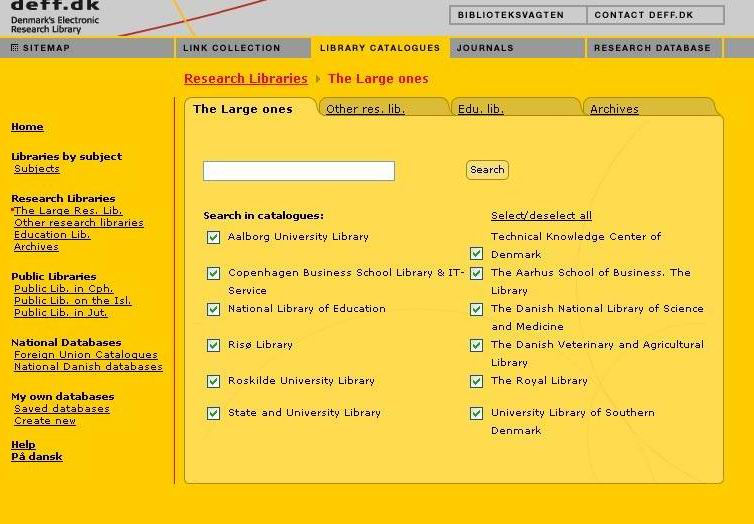 deff.dk
Denmark's Electronic
Research Library
BIBLIOTEKSVAGTEN
CONTACT DEFF.DK
SITEMAP
LINK COLLECTION
LIBRARY CATALOGUES
JOURNALS
RESEARCH DATABASE
Research Libraries
The Large ones
The Large ones
Other res. lib.
Edu. lib.
Archives
Home
Libraries by subject
Subjects
Research Libraries
The Large Res. Lib.
Other research libraries
Education Lib.
Archives
Public Libraries
Public Lib. in Cph.
Public Lib. on the Isl.
Public Lib. in Jut.
National Databases
Foreign Union Catalogues
National Danish databases
My own databases
Saved databases
Create new
Help
På dansk
Search
Search in catalogues:
Select/deselect all
Aalborg University Library
Technical Knowledge Center of
Denmark
Copenhagen Business School Library & IT-
Service
The Aarhus School of Business. The
Library
National Library of Education
The Danish National Library of Science
and Medicine
Risø Library
The Danish Veterinary and Agricultural
Library
Roskilde University Library
The Royal Library
State and University Library
University Library of Southern
Denmark